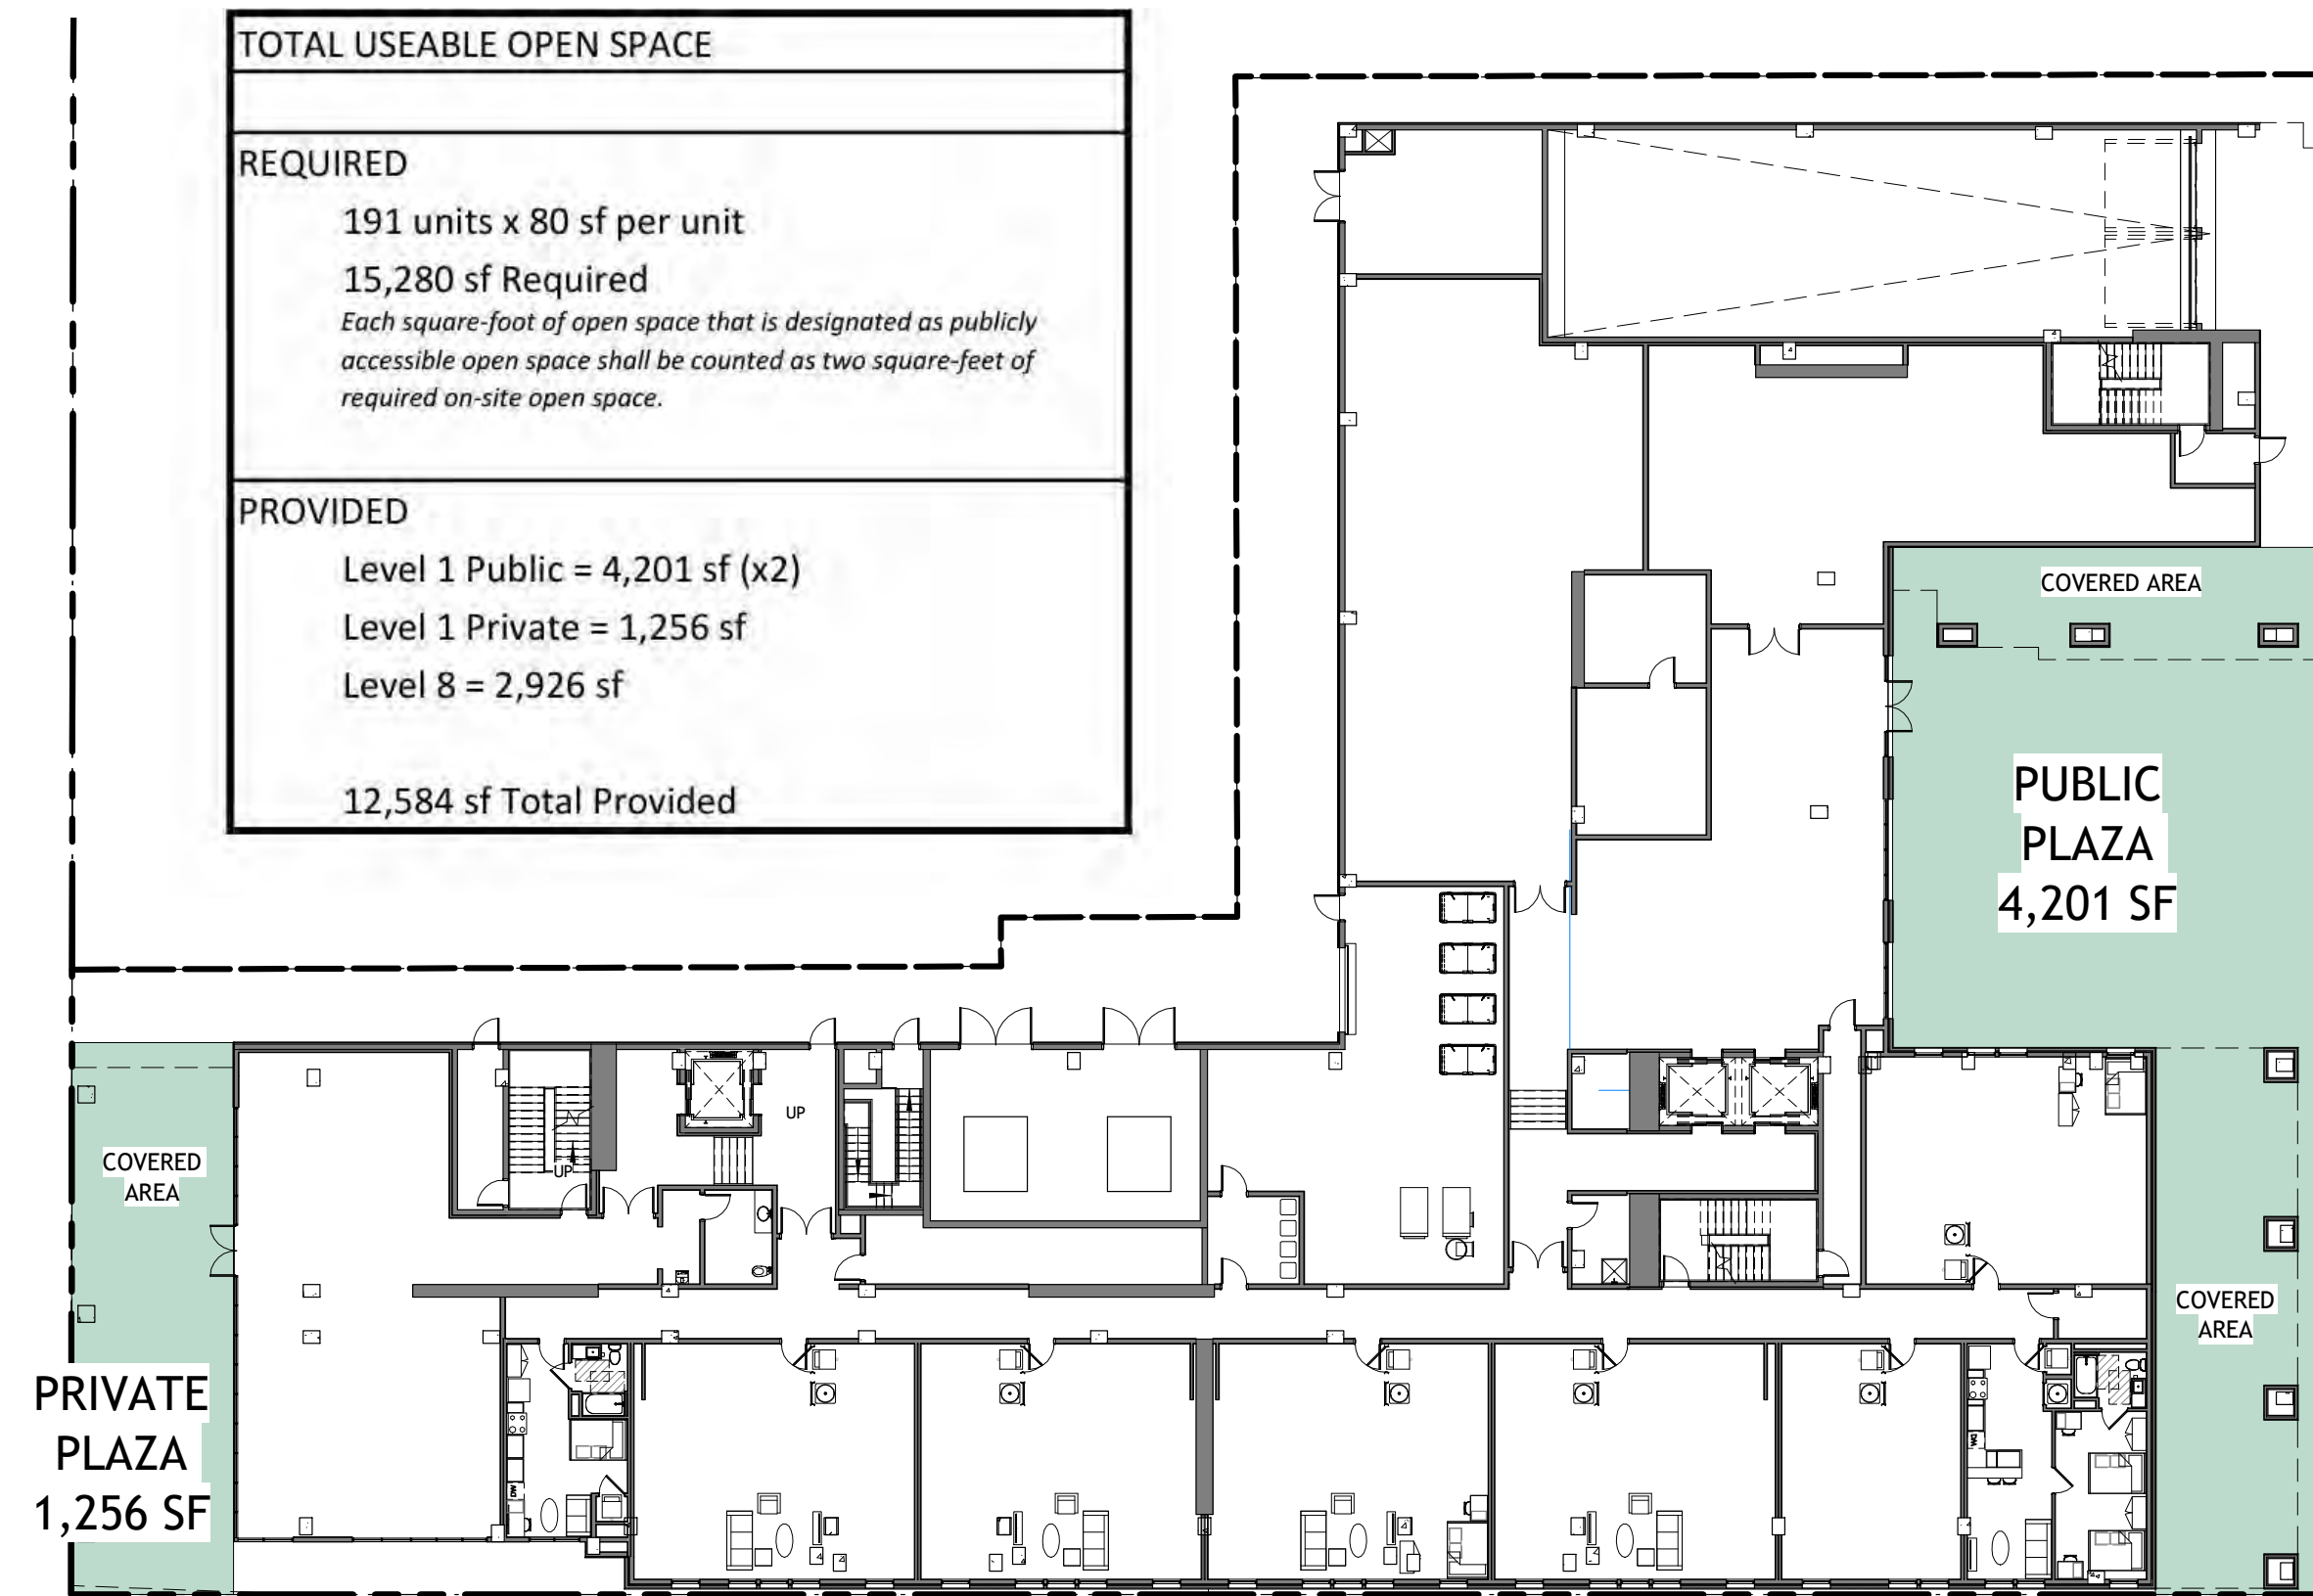 TOTAL USEABLE OPEN SPACE
REQUIRED
191 units x 80 sf per unit
15,280 sf Required
Each square-foot of open space that is designated as publicly
accessible open space shall be counted as two square-feet of
required on-site open space.
PROVIDED
Level 1 Public = 4,201 sf (x2)
Level 1 Private = 1,256 sf
Level 8 = 2,926 sf
12,584 sf Total Provided
COVERED AREA
PUBLIC
PLAZA
4,201 SF
UP
UP
COVERED
AREA
COVERED
AREA
PRIVATE
PLAZA
1,256 SF
DW
DW